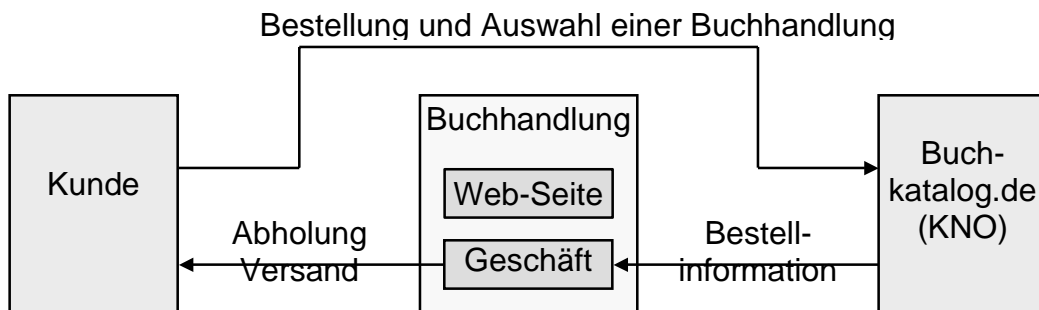 Bestellung und Auswahl einer Buchhandlung
Kunde
Buchhandlung
Web-Seite
Geschäft
Abholung
Versand
Bestell-
information
Buch-
katalog.de
(KNO)